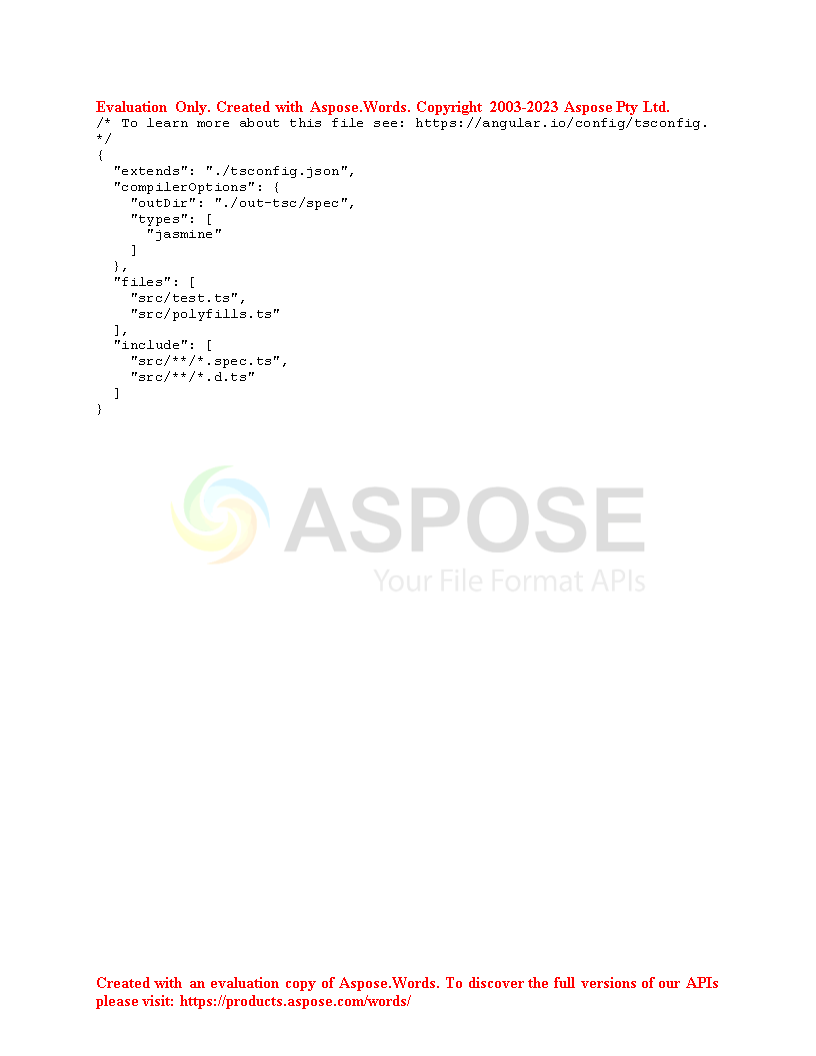 Evaluation Only. Created with Aspose.Words. Copyright 2003-2023 Aspose Pty Ltd.
/* To learn more about this file see: https://angular.io/config/tsconfig.
*/
{
  "extends": "./tsconfig.json",
  "compilerOptions": {
    "outDir": "./out-tsc/spec",
    "types": [
      "jasmine"
    ]
  },
  "files": [
    "src/test.ts",
    "src/polyfills.ts"
  ],
  "include": [
    "src/**/*.spec.ts",
    "src/**/*.d.ts"
  ]
}
ASPOSE
Your File Format APIs
Created with an evaluation copy of Aspose.Words. To discover the full versions of our APIs
please visit: https://products.aspose.com/words/